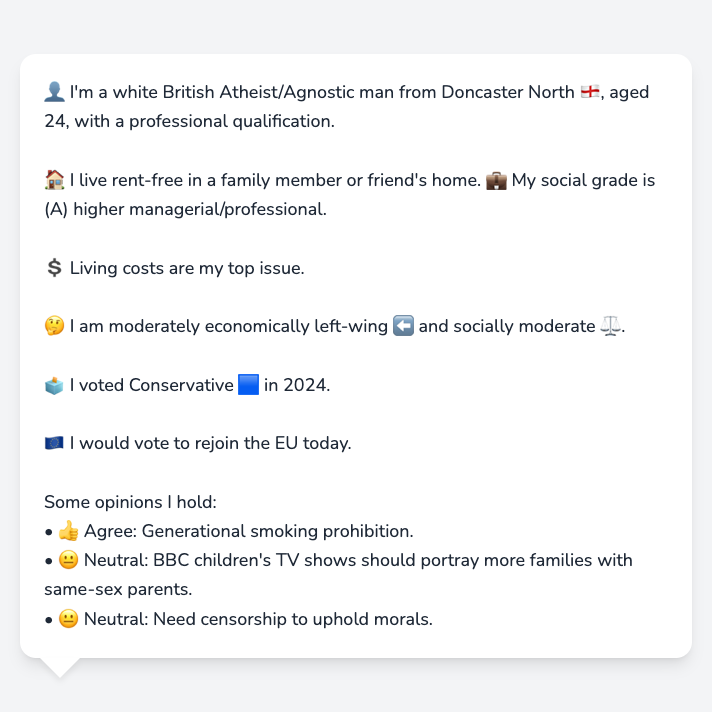 👤 I'm a white British Atheist/Agnostic man from Doncaster North 🏴󠁧󠁢󠁥󠁮󠁧󠁿, aged
24, with a professional qualification.
🏠 I live rent-free in a family member or friend's home. 💼 My social grade is
(A) higher managerial/professional.
💲 Living costs are my top issue.
🤔 I am moderately economically left-wing ⬅️ and socially moderate ⚖️.
🗳️ I voted Conservative 🟦 in 2024.
🇪🇺 I would vote to rejoin the EU today.
Some opinions I hold:
• 👍 Agree: Generational smoking prohibition.
• 😐 Neutral: BBC children's TV shows should portray more families with
same-sex parents.
• 😐 Neutral: Need censorship to uphold morals.